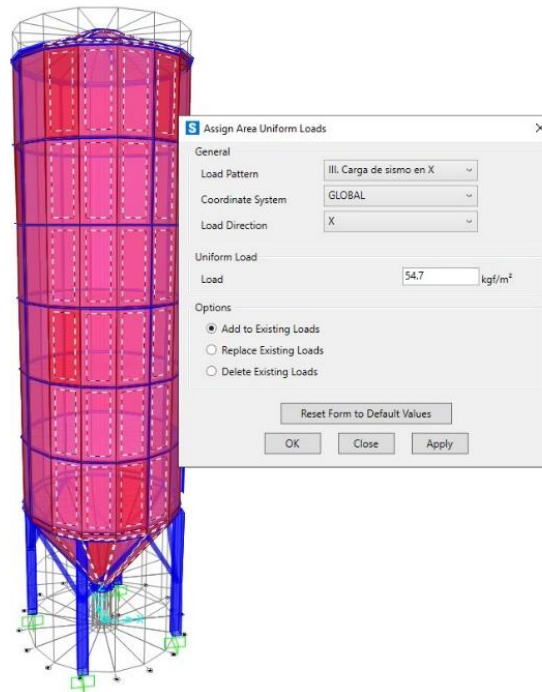 S Assign Area Uniform Loads
General
Load Pattern III. Carga de sismo en X
Coordinate System GLOBAL
Load Direction X
Uniform Load
Load 54.7 kgf/m²
Options
Add to Existing Loads
Replace Existing Loads
Delete Existing Loads
Reset Form to Default Values
OK Close Apply